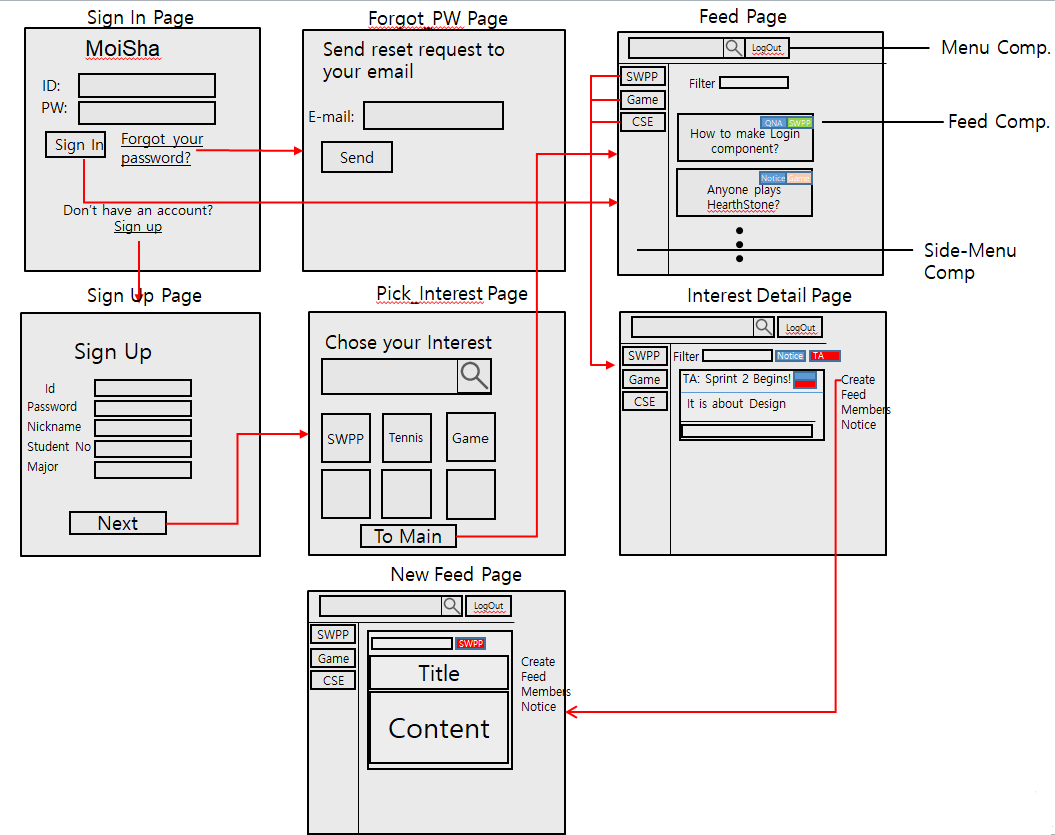 Sign In Page
MoiSha
ID:
PW:
Sign In
Forgot your
password?
Don't have an account?
Sign up
Forgot_PW Page
Send reset request to
your email
E-mail:
Send
Feed Page
LogOut
SWPP
Game
CSE
Filter
QNA SWPP
How to make Login
component?
Notice Game
Anyone plays
HearthStone?
Menu Comp.
Feed Comp.
Side-Menu
Comp
Sign Up Page
Sign Up
Id
Password
Nickname
Student No
Major
Next
Pick_Interest Page
Chose your Interest
SWPP
Tennis
Game
To Main
Interest Detail Page
LogOut
SWPP
Game
CSE
Filter
Notice
TA
TA: Sprint 2 Begins!
It is about Design
Create
Feed
Members
Notice
New Feed Page
LogOut
SWPP
Game
CSE
SWPP
Title
Content
Create
Feed
Members
Notice